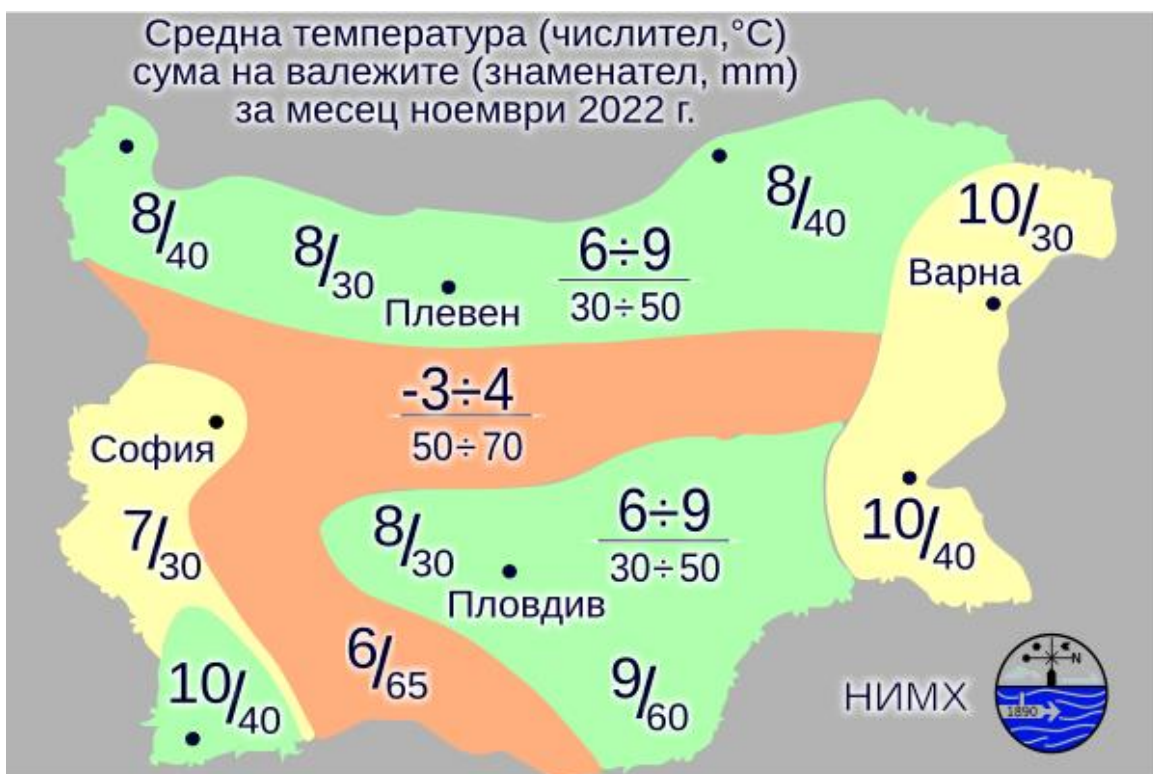 Средна температура (числител,°C)
сума на валежите (знаменател, mm)
за месец ноември 2022 г.
8/40
8/30
6÷9
30÷50
8/40
10/30
Плевен
Варна
-3÷4
50÷70
София
7/30
8/30
6÷9
30÷50
10/40
Пловдив
10/40
6/65
9/60
НИМХ
N
1890